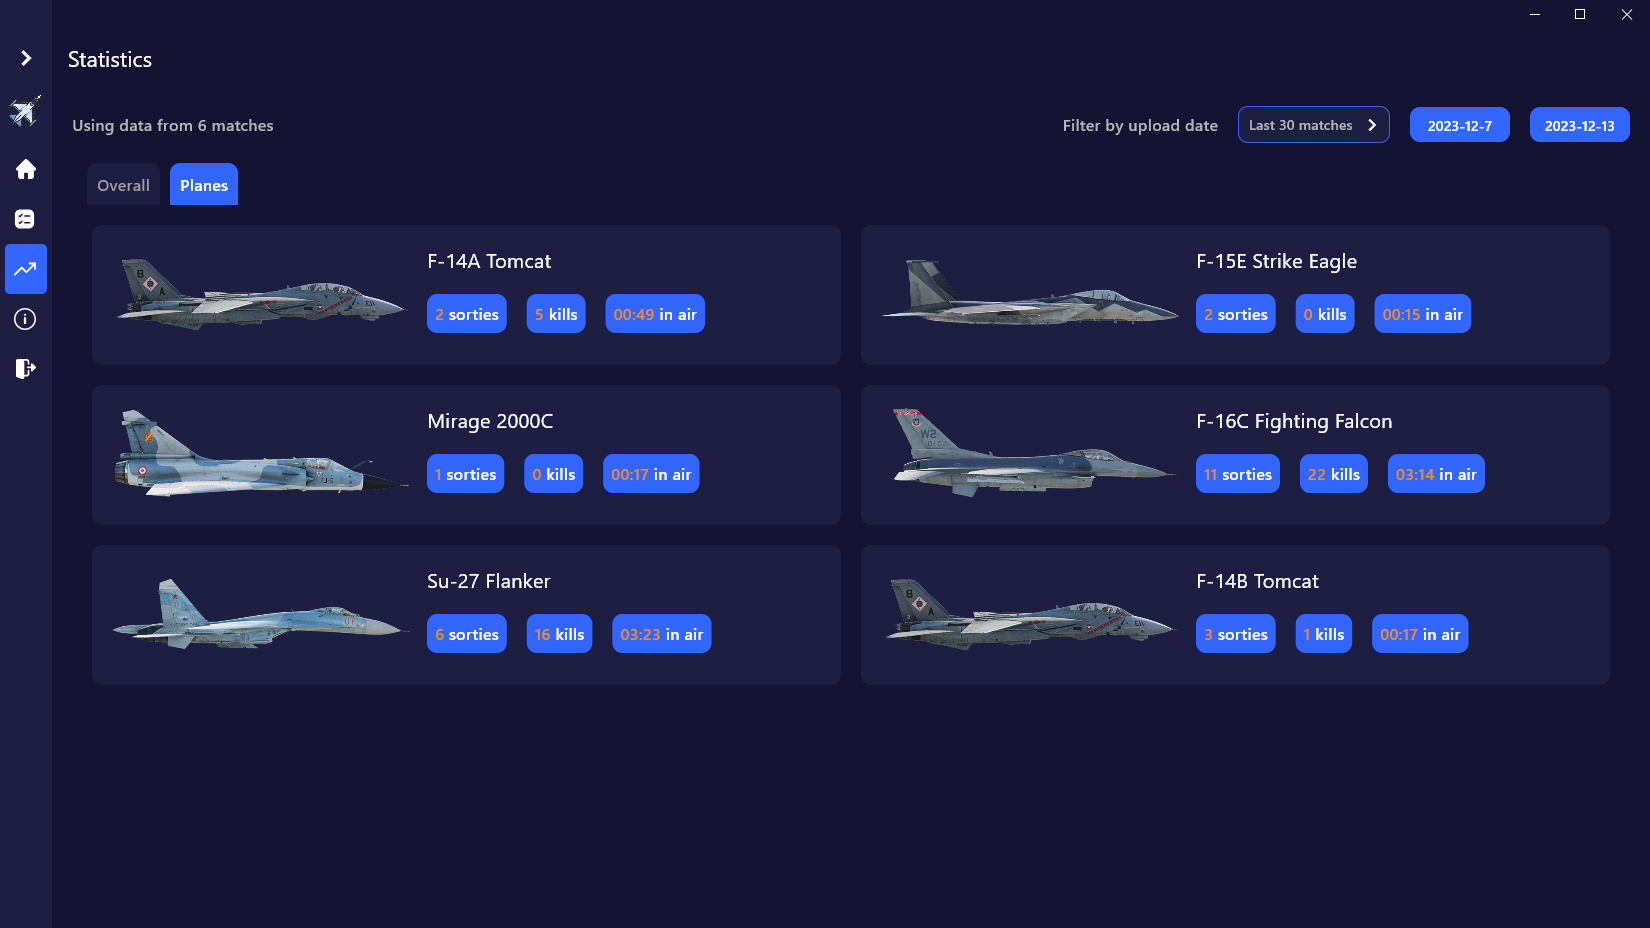 Statistics
Using data from 6 matches
Filter by upload date
Last 30 matches
2023-12-7
2023-12-13
Overall
Planes
F-14A Tomcat
2 sorties
5 kills
00:49 in air
F-15E Strike Eagle
2 sorties
0 kills
00:15 in air
Mirage 2000C
1 sorties
0 kills
00:17 in air
F-16C Fighting Falcon
11 sorties
22 kills
03:14 in air
Su-27 Flanker
6 sorties
16 kills
03:23 in air
F-14B Tomcat
3 sorties
1 kills
00:17 in air